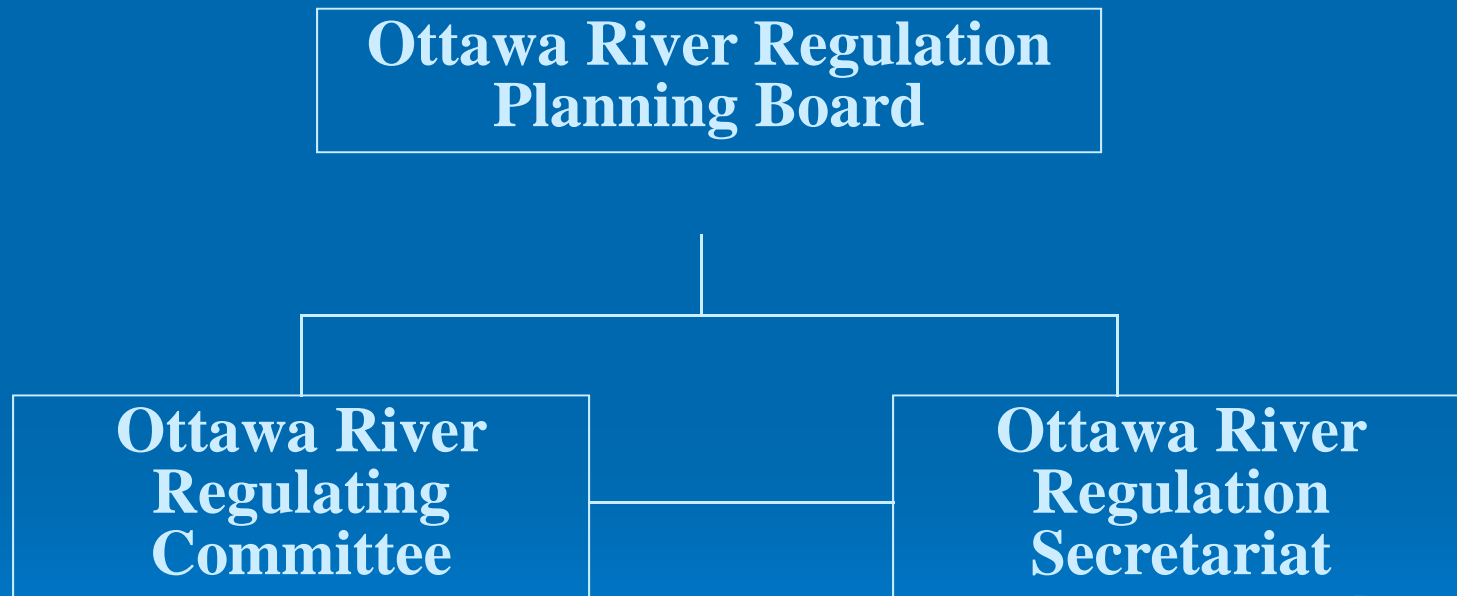 Ottawa River Regulation
Planning Board
Ottawa River
Regulating
Committee
Ottawa River
Regulation
Secretariat